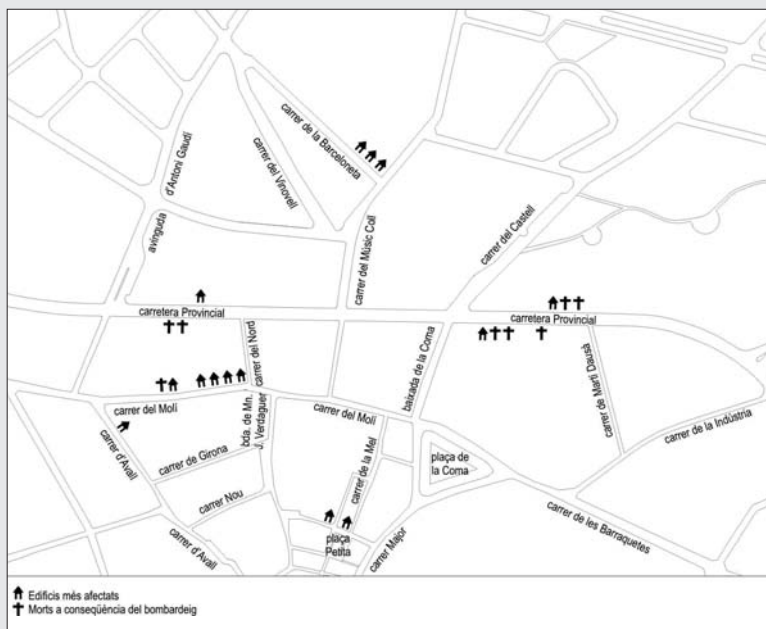 carrer de la Barceloneta
d'Antoni Gaudí
avinguda
carrer del Vinovell
carrer del Músic Coll
carrer del Castell
carretera Provincial
carretera Provincial
carrer del Nord
baixada de la Coma
carrer de Martí Dausà
carrer del Molí
carrer del Molí
bda. de Mn.
J. Verdaguer
carrer de la Indústria
carrer d'Avall
carrer de Girona
carrer de la Mel
plaça de
la Coma
carrer Nou
carrer de les Barraquetes
plaça
Petita
carrer Major
carrer d'Avall
Edificis més afectats
Morts a conseqüència del bombardeig